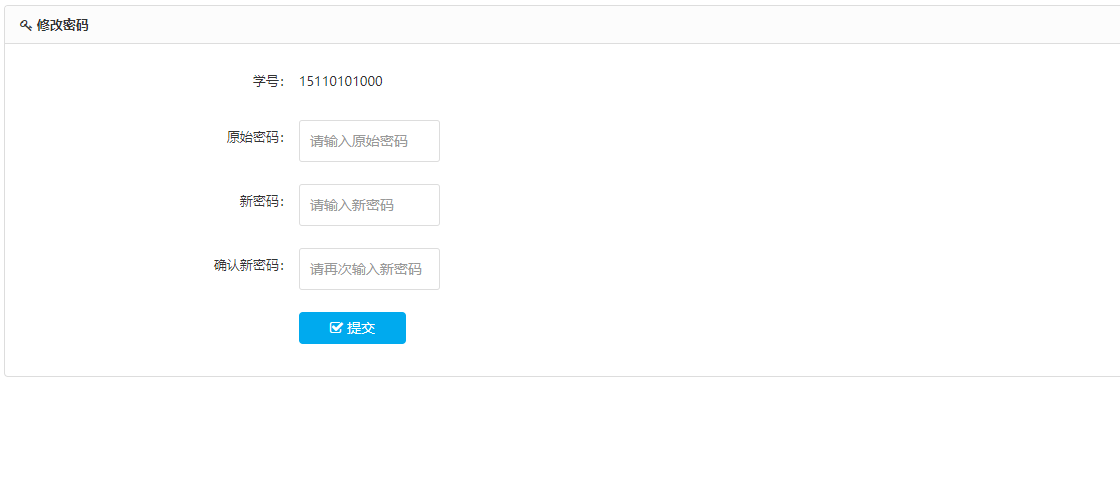 修改密码
学号： 15110101000
原始密码： 请输入原始密码
新密码： 请输入新密码
确认新密码： 请再次输入新密码
提交